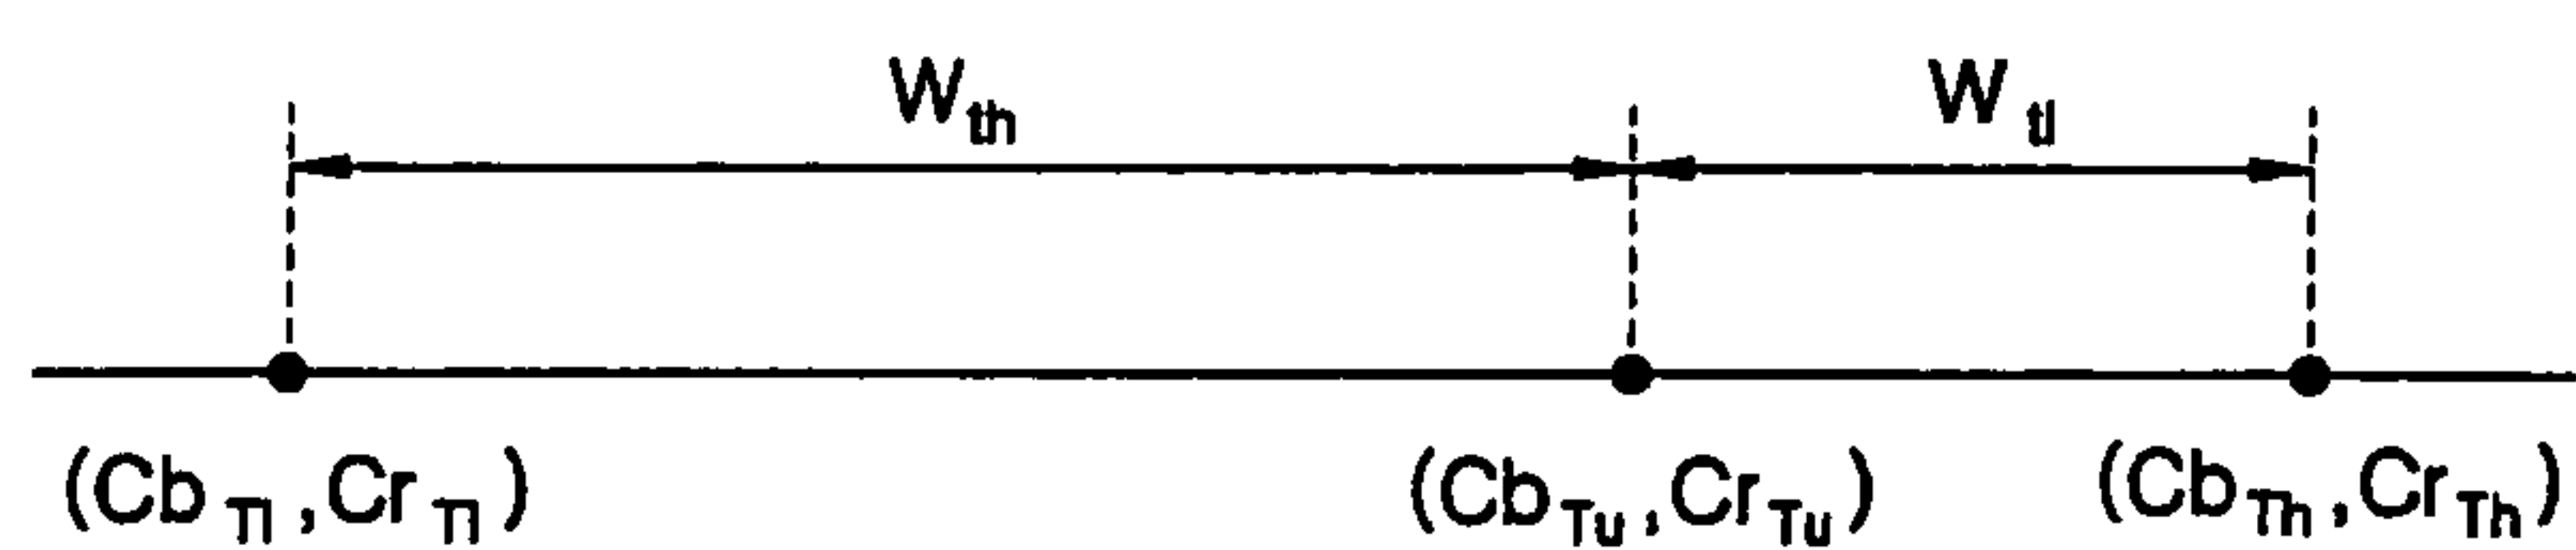 W_th W_tl
(Cb_Tl,Cr_Tl) (Cb_Tu,Cr_Tu) (Cb_Th,Cr_Th)